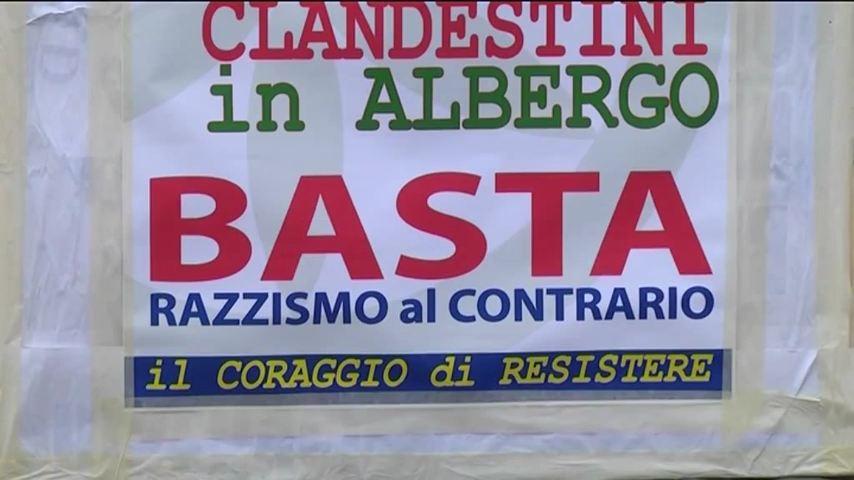 CLANDESTINI
in ALBERGO
BASTA
RAZZISMO al CONTRARIO
il CORAGGIO di RESISTERE